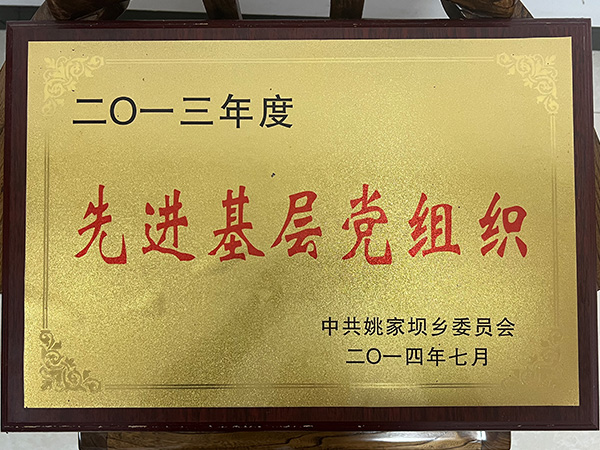 二〇一三年度
先进基层党组织
中共姚家坝乡委员会
二〇一四年七月